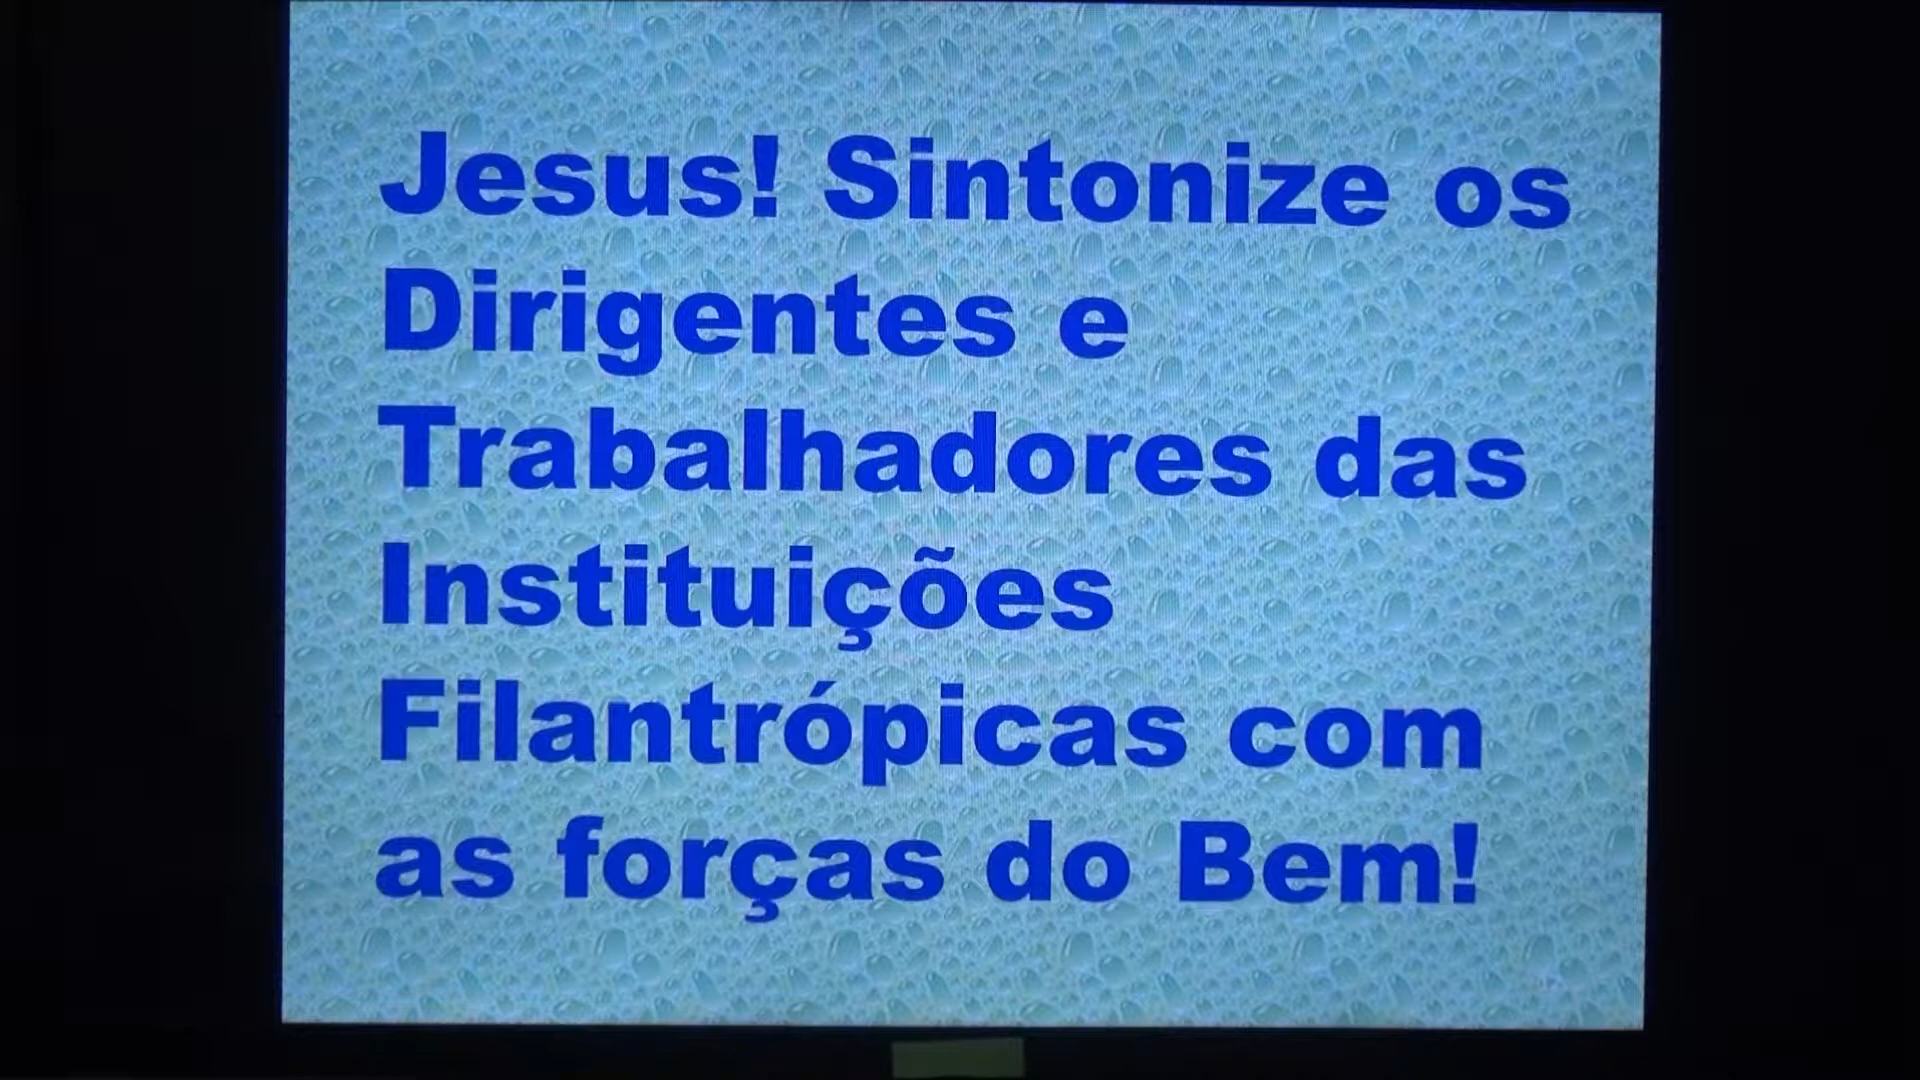 Jesus! Sintonize os
Dirigentes e
Trabalhadores das
Instituições
Filantrópicas com
as forças do Bem!